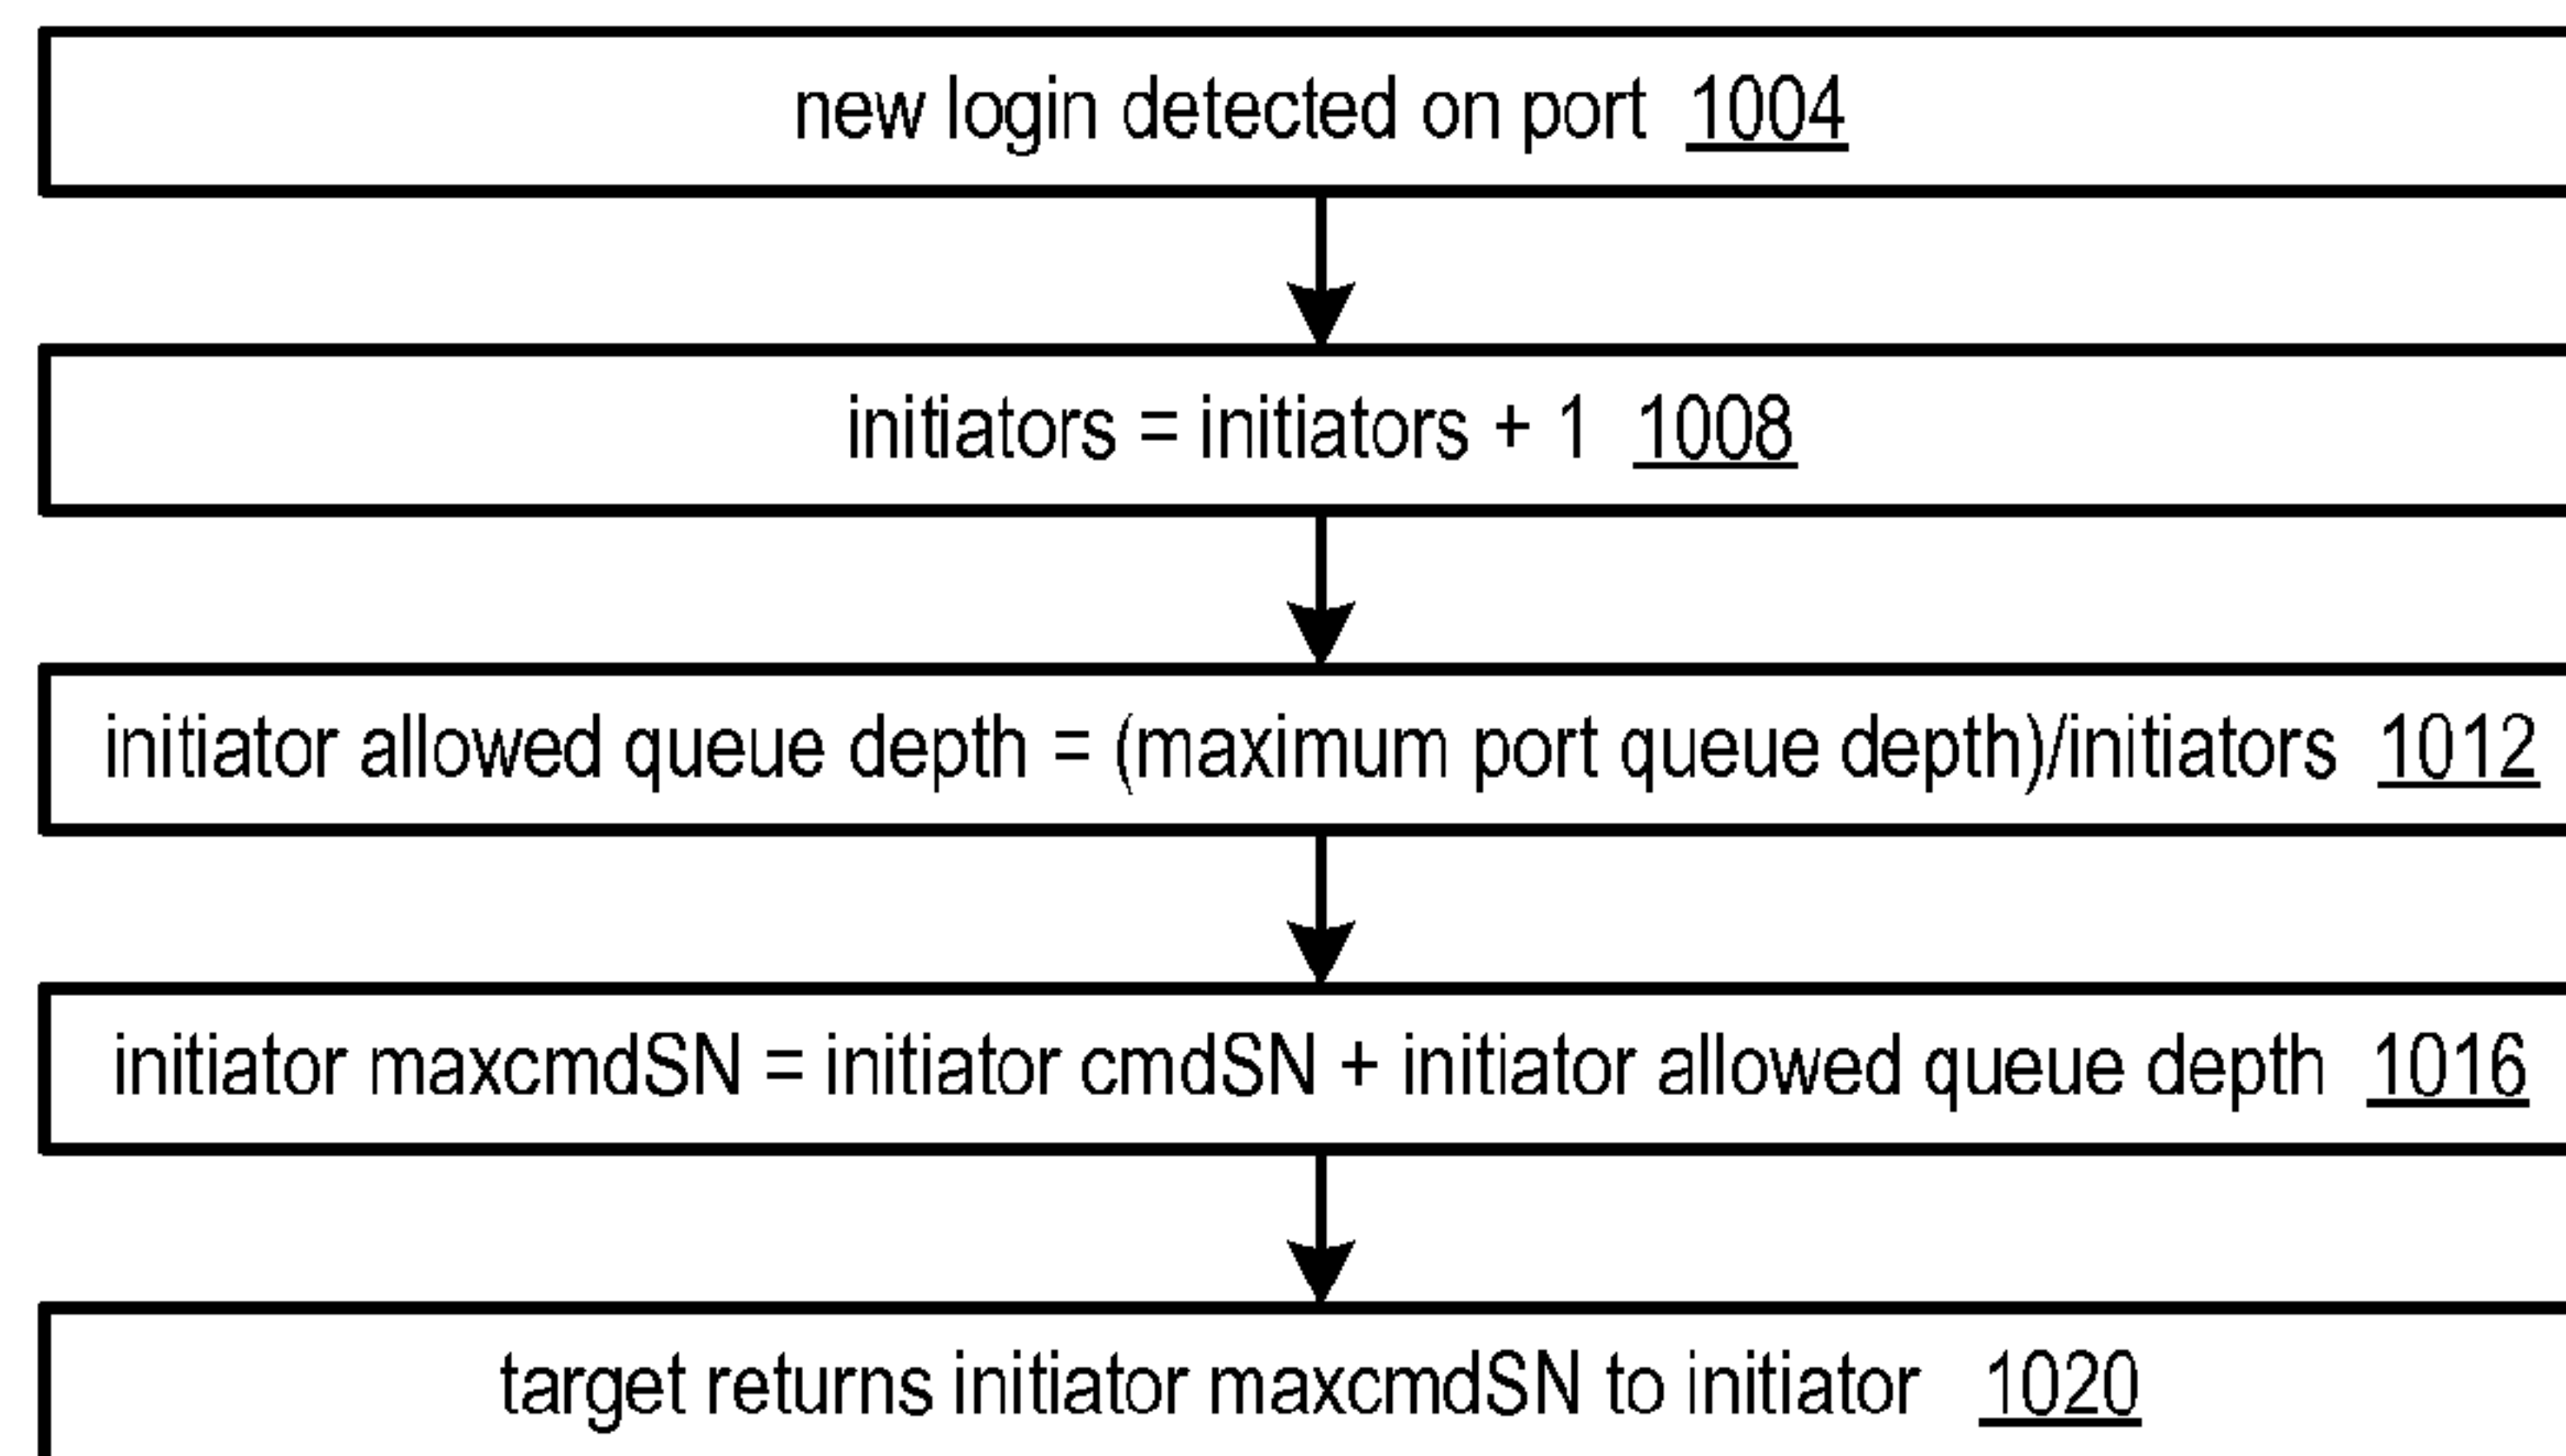 new login detected on port 1004
initiators = initiators + 1 1008
initiator allowed queue depth = (maximum port queue depth)/initiators 1012
initiator maxcmdSN = initiator cmdSN + initiator allowed queue depth 1016
target returns initiator maxcmdSN to initiator 1020